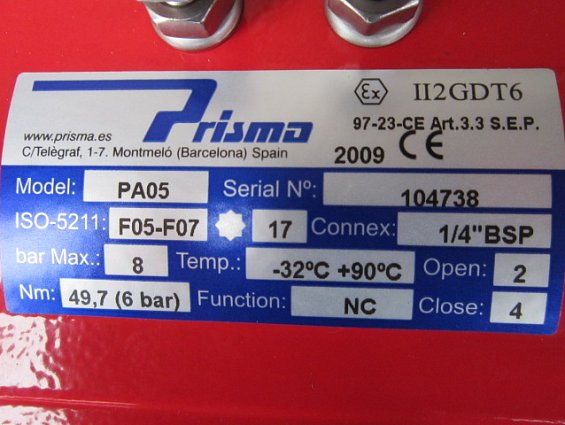 Prisma
Ex II2GDT6
www.prisma.es
97-23-CE Art.3.3 S.E.P.
C/Telègraf, 1-7. Montmeló (Barcelona) Spain
2009 CE
Model: PA05 Serial Nº: 104738
ISO-5211: F05-F07 17 Connex: 1/4"BSP
bar Max.: 8 Temp.: -32ºC +90ºC Open: 2
Nm: 49,7 (6 bar) Function: NC Close: 4